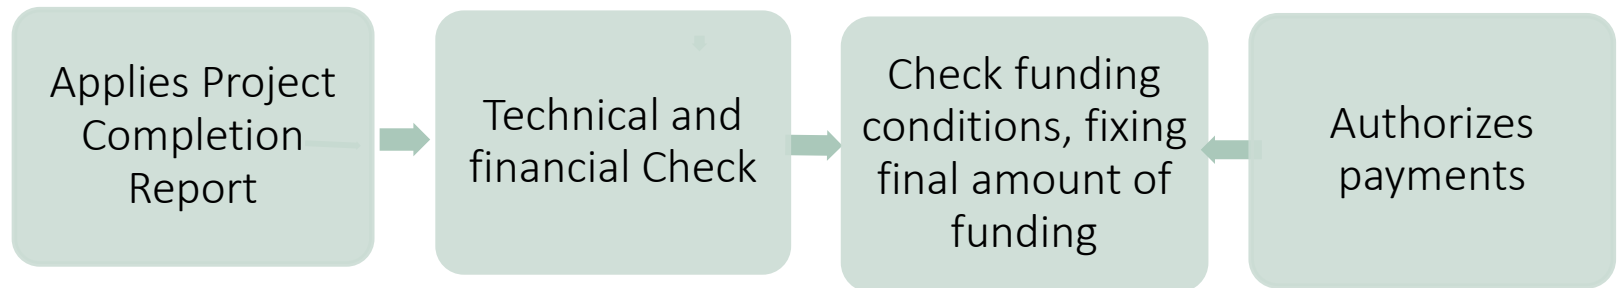 Applies Project
Completion
Report
Technical and
financial Check
Check funding
conditions, fixing
final amount of
funding
Authorizes
payments